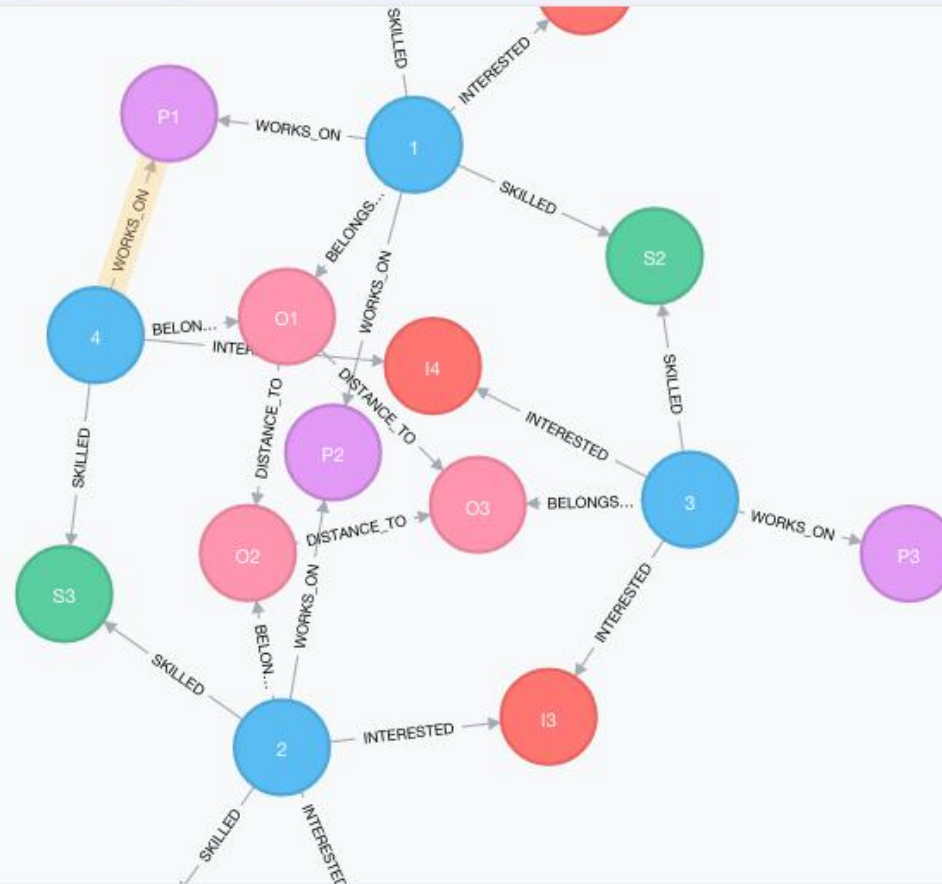 SKILLED
INTERESTED
P1
WORKS_ON
1
SKILLED
WORKS_ON
BELONGS...
S2
WORKS_ON
O1
4
BELON...
INTER
I4
SKILLED
DISTANCE_TO
DISTANCE_TO
SKILLED
INTERESTED
P2
O3
BELONGS...
3
WORKS_ON
P3
O2
DISTANCE_TO
S3
WORKS_ON
INTERESTED
BELON...
SKILLED
I3
2
INTERESTED
SKILLED
INTERESTED